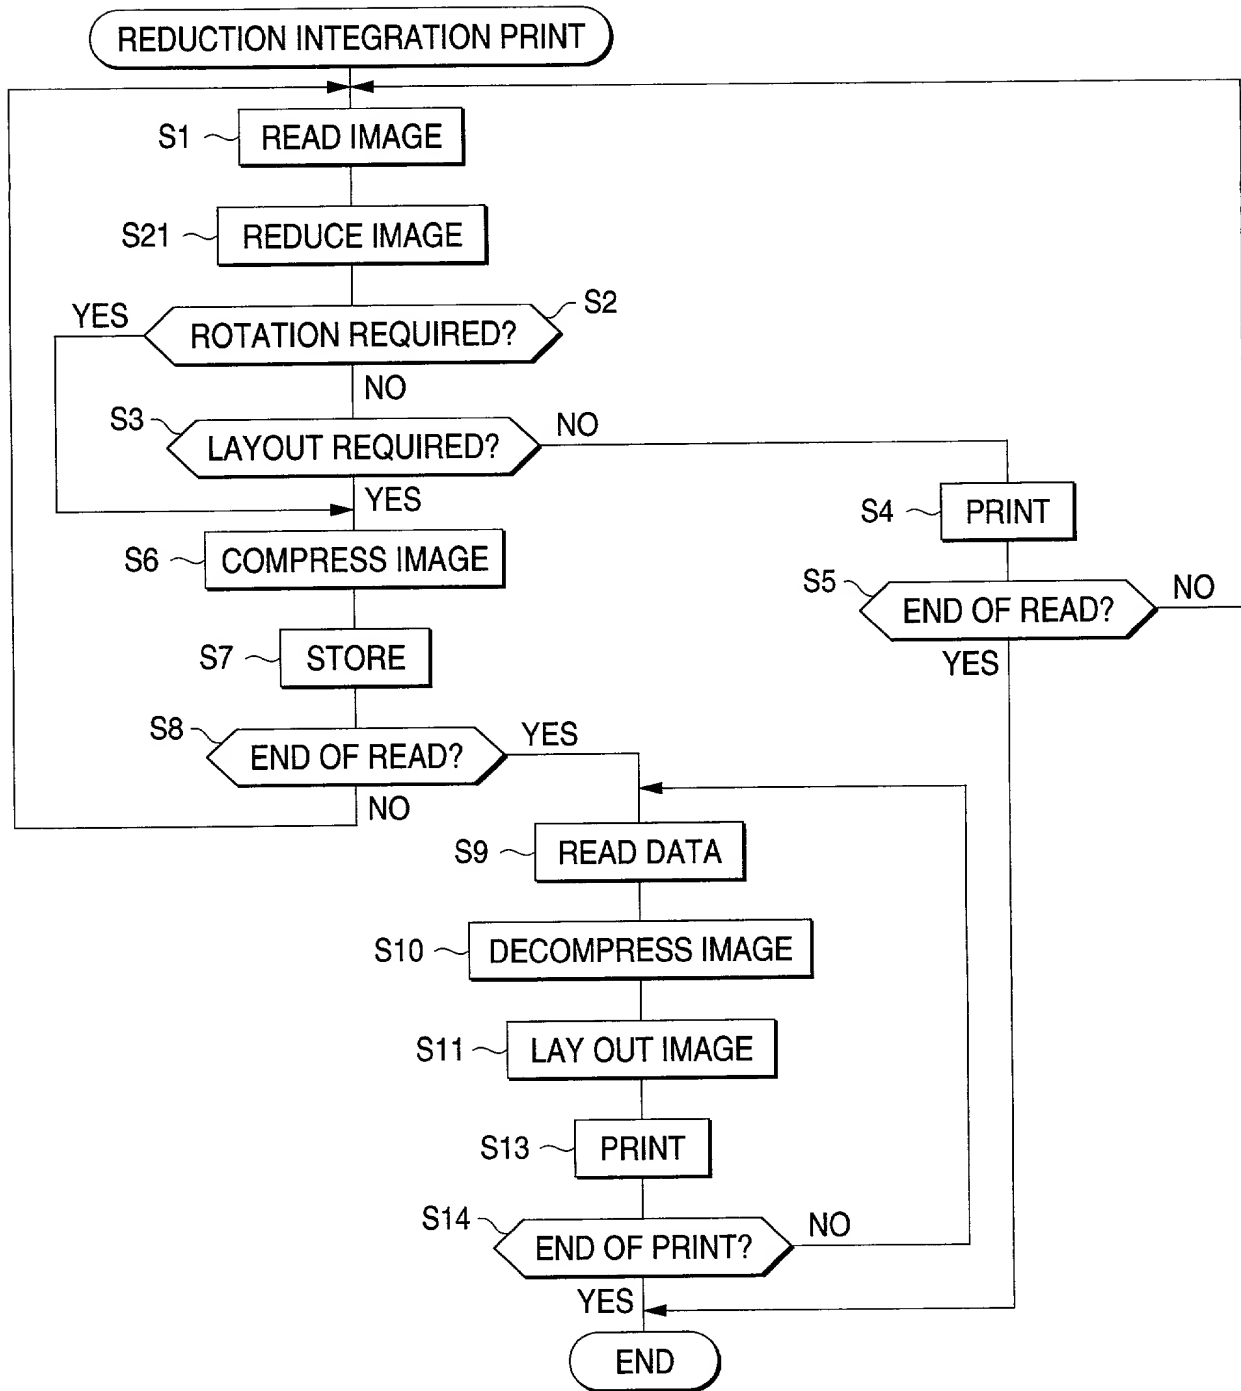 REDUCTION INTEGRATION PRINT
S1 READ IMAGE
S21 REDUCE IMAGE
YES S2
ROTATION REQUIRED?
NO
S3 NO
LAYOUT REQUIRED?
YES
S4 PRINT
S6 COMPRESS IMAGE
S5 NO
END OF READ?
YES
S7 STORE
S8 YES
END OF READ?
NO
S9 READ DATA
S10 DECOMPRESS IMAGE
S11 LAY OUT IMAGE
S13 PRINT
S14 NO
END OF PRINT?
YES
END